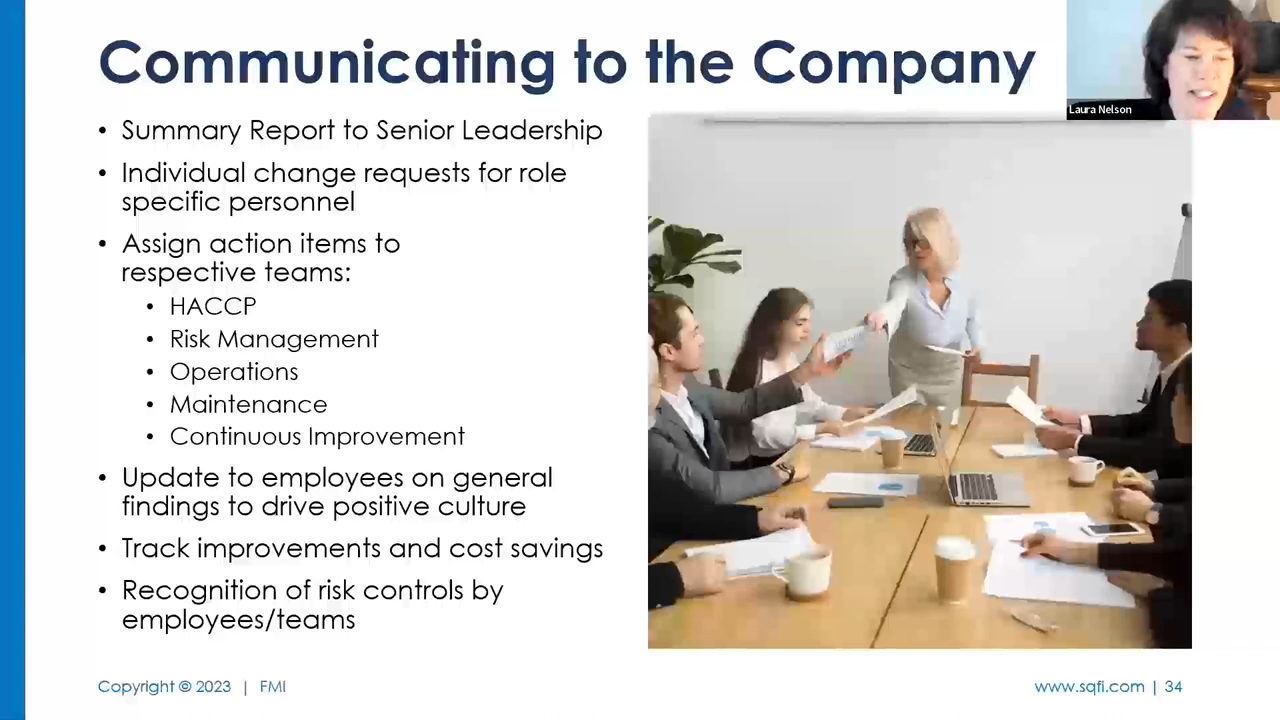 Communicating to the Company
Laura Nelson
• Summary Report to Senior Leadership
• Individual change requests for role
specific personnel
• Assign action items to
respective teams:
• HACCP
• Risk Management
• Operations
• Maintenance
• Continuous Improvement
• Update to employees on general
findings to drive positive culture
• Track improvements and cost savings
• Recognition of risk controls by
employees/teams
Copyright © 2023 | FMI
www.sqfi.com | 34